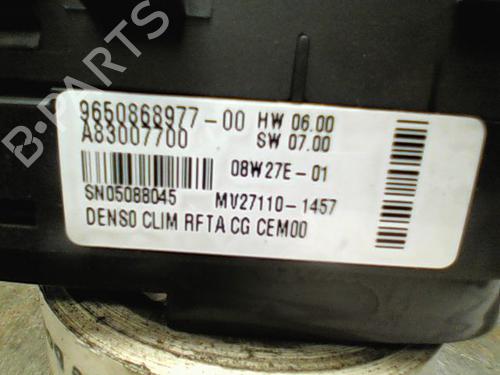 B-PARTS
9650868977-00 HW 06.00
A83007700 SW 07.00
08W27E-01
SN05088045 MV27110-1457
DENSO CLIM RFTA CG CEM00